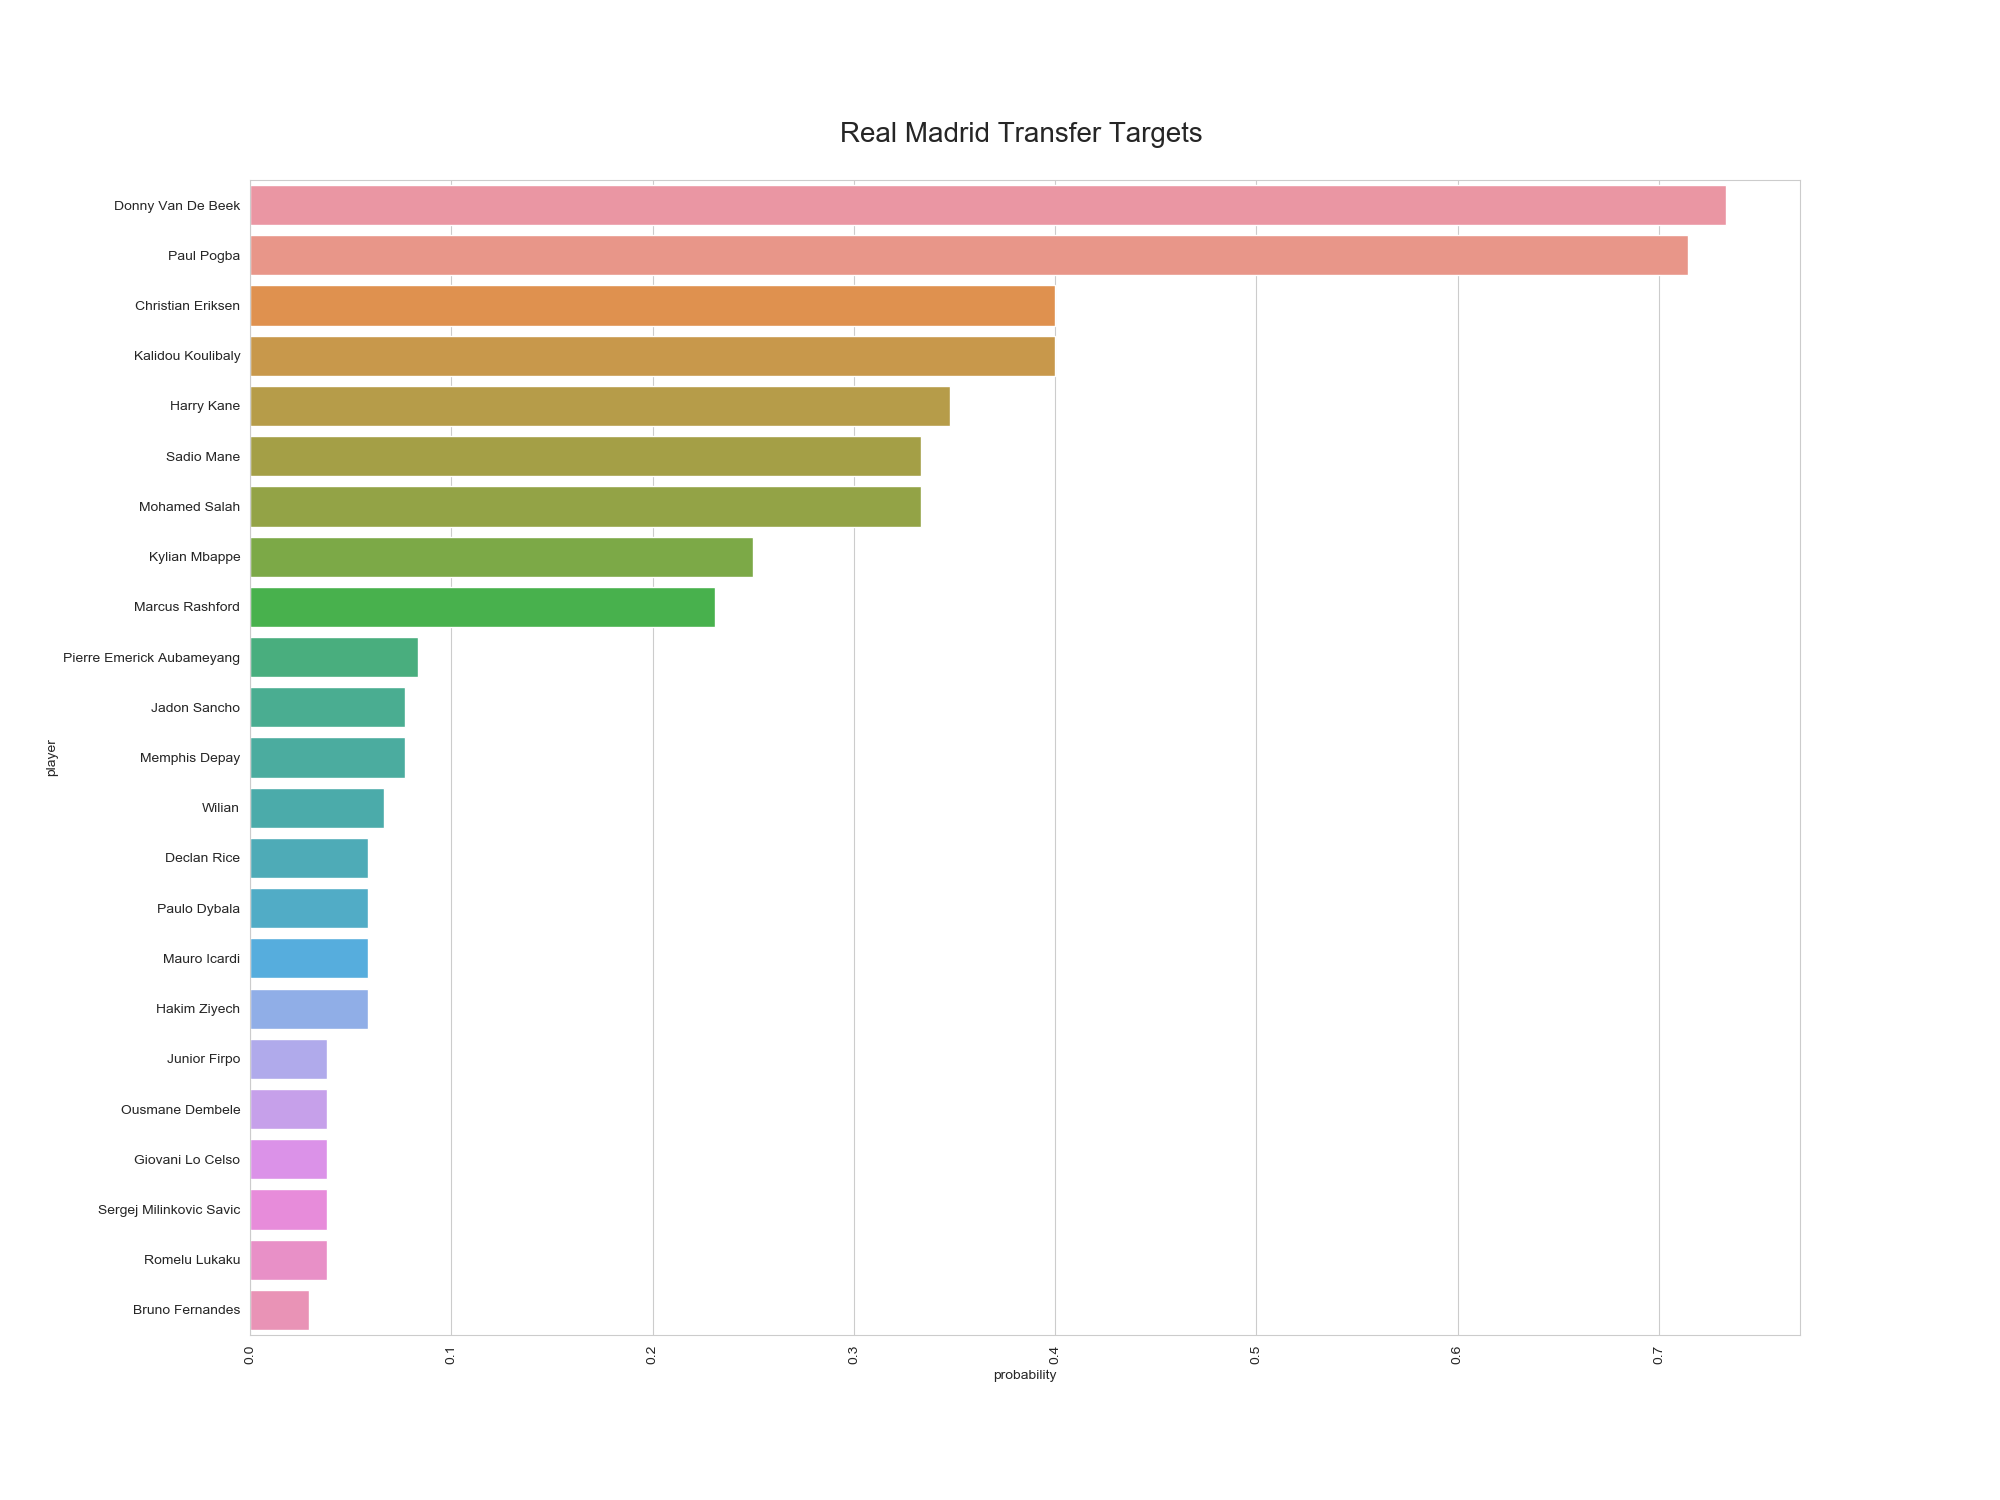 Real Madrid Transfer Targets
Donny Van De Beek
Paul Pogba
Christian Eriksen
Kalidou Koulibaly
Harry Kane
Sadio Mane
Mohamed Salah
Kylian Mbappe
Marcus Rashford
Pierre Emerick Aubameyang
Jadon Sancho
Memphis Depay
Wilian
Declan Rice
Paulo Dybala
Mauro Icardi
Hakim Ziyech
Junior Firpo
Ousmane Dembele
Giovani Lo Celso
Sergej Milinkovic Savic
Romelu Lukaku
Bruno Fernandes
player
0.0
0.1
0.2
0.3
0.4
0.5
0.6
0.7
probability